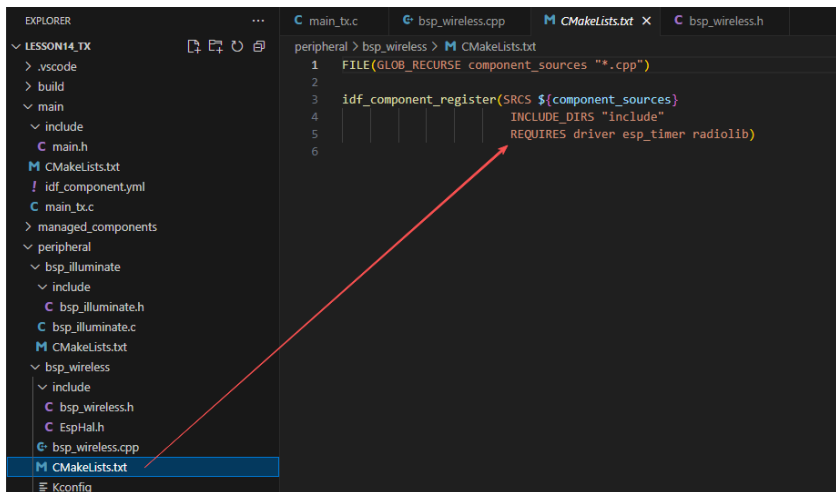 EXPLORER
LESSON14_TX
.vscode
build
main
include
C main.h
M CMakeLists.txt
! idf_component.yml
C main_tx.c
managed_components
peripheral
bsp_illuminate
include
C bsp_illuminate.h
C bsp_illuminate.c
M CMakeLists.txt
bsp_wireless
include
C bsp_wireless.h
C EspHal.h
bsp_wireless.cpp
M CMakeLists.txt
Kconfig
C main_tx.c bsp_wireless.cpp M CMakeLists.txt C bsp_wireless.h
peripheral > bsp_wireless > M CMakeLists.txt
1 FILE(GLOB_RECURSE component_sources "*.cpp")
2
3 idf_component_register(SRCS ${component_sources}
4 INCLUDE_DIRS "include"
5 REQUIRES driver esp_timer radiolib)
6